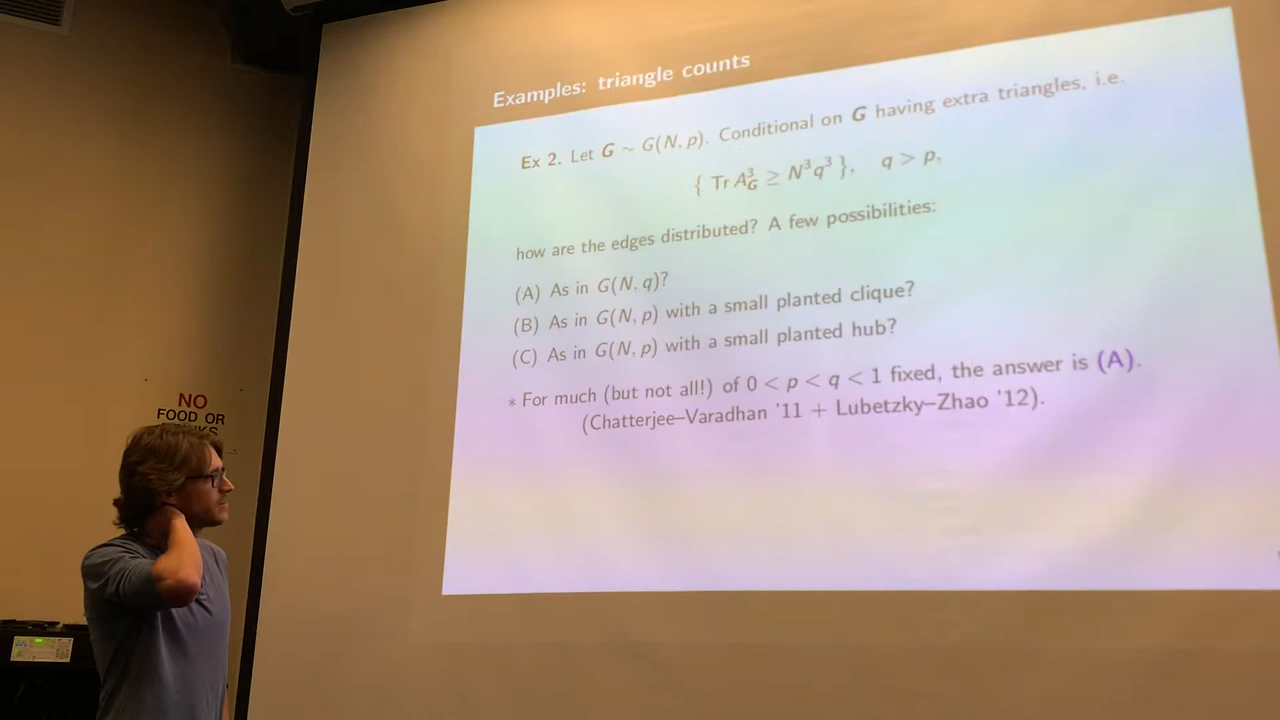 Examples: triangle counts
Ex 2. Let G ~ G(N, p). Conditional on G having extra triangles, i.e.
{ Tr A_G^3 ≥ N^3 q^3 }, q > p,
how are the edges distributed? A few possibilities:
(A) As in G(N, q)?
(B) As in G(N, p) with a small planted clique?
(C) As in G(N, p) with a small planted hub?
* For much (but not all!) of 0 < p < q < 1 fixed, the answer is (A).
(Chatterjee–Varadhan '11 + Lubetzky–Zhao '12).
NO
FOOD OR